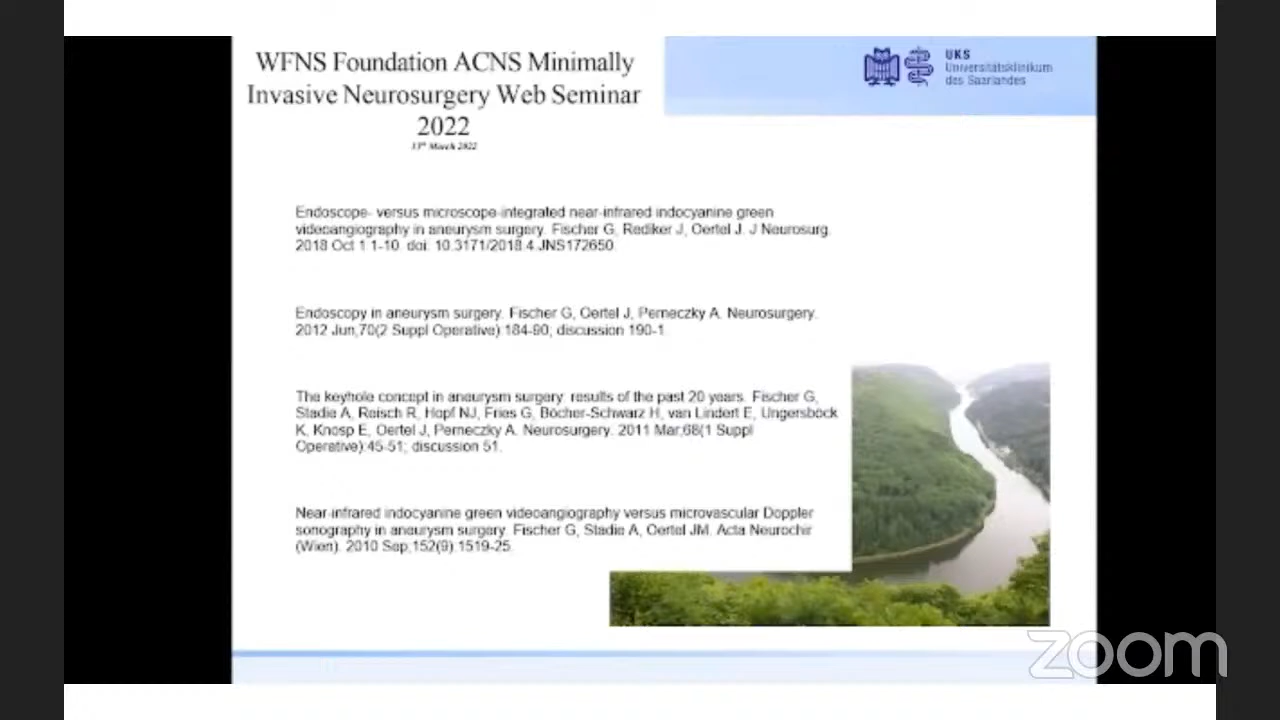 WFNS Foundation ACNS Minimally
Invasive Neurosurgery Web Seminar
2022
13th March 2022
UKS
Universitätsklinikum
des Saarlandes
Endoscope- versus microscope-integrated near-infrared indocyanine green
videoangiography in aneurysm surgery. Fischer G, Rediker J, Oertel J. J Neurosurg.
2018 Oct 1:1-10. doi: 10.3171/2018.4.JNS172650.
Endoscopy in aneurysm surgery. Fischer G, Oertel J, Perneczky A. Neurosurgery.
2012 Jun;70(2 Suppl Operative):184-90; discussion 190-1.
The keyhole concept in aneurysm surgery: results of the past 20 years. Fischer G,
Stadie A, Reisch R, Hopf NJ, Fries G, Böcher-Schwarz H, van Lindert E, Ungersböck
K, Knosp E, Oertel J, Perneczky A. Neurosurgery. 2011 Mar;68(1 Suppl
Operative):45-51; discussion 51.
Near-infrared indocyanine green videoangiography versus microvascular Doppler
sonography in aneurysm surgery. Fischer G, Stadie A, Oertel JM. Acta Neurochir
(Wien). 2010 Sep;152(9):1519-25.
zoom